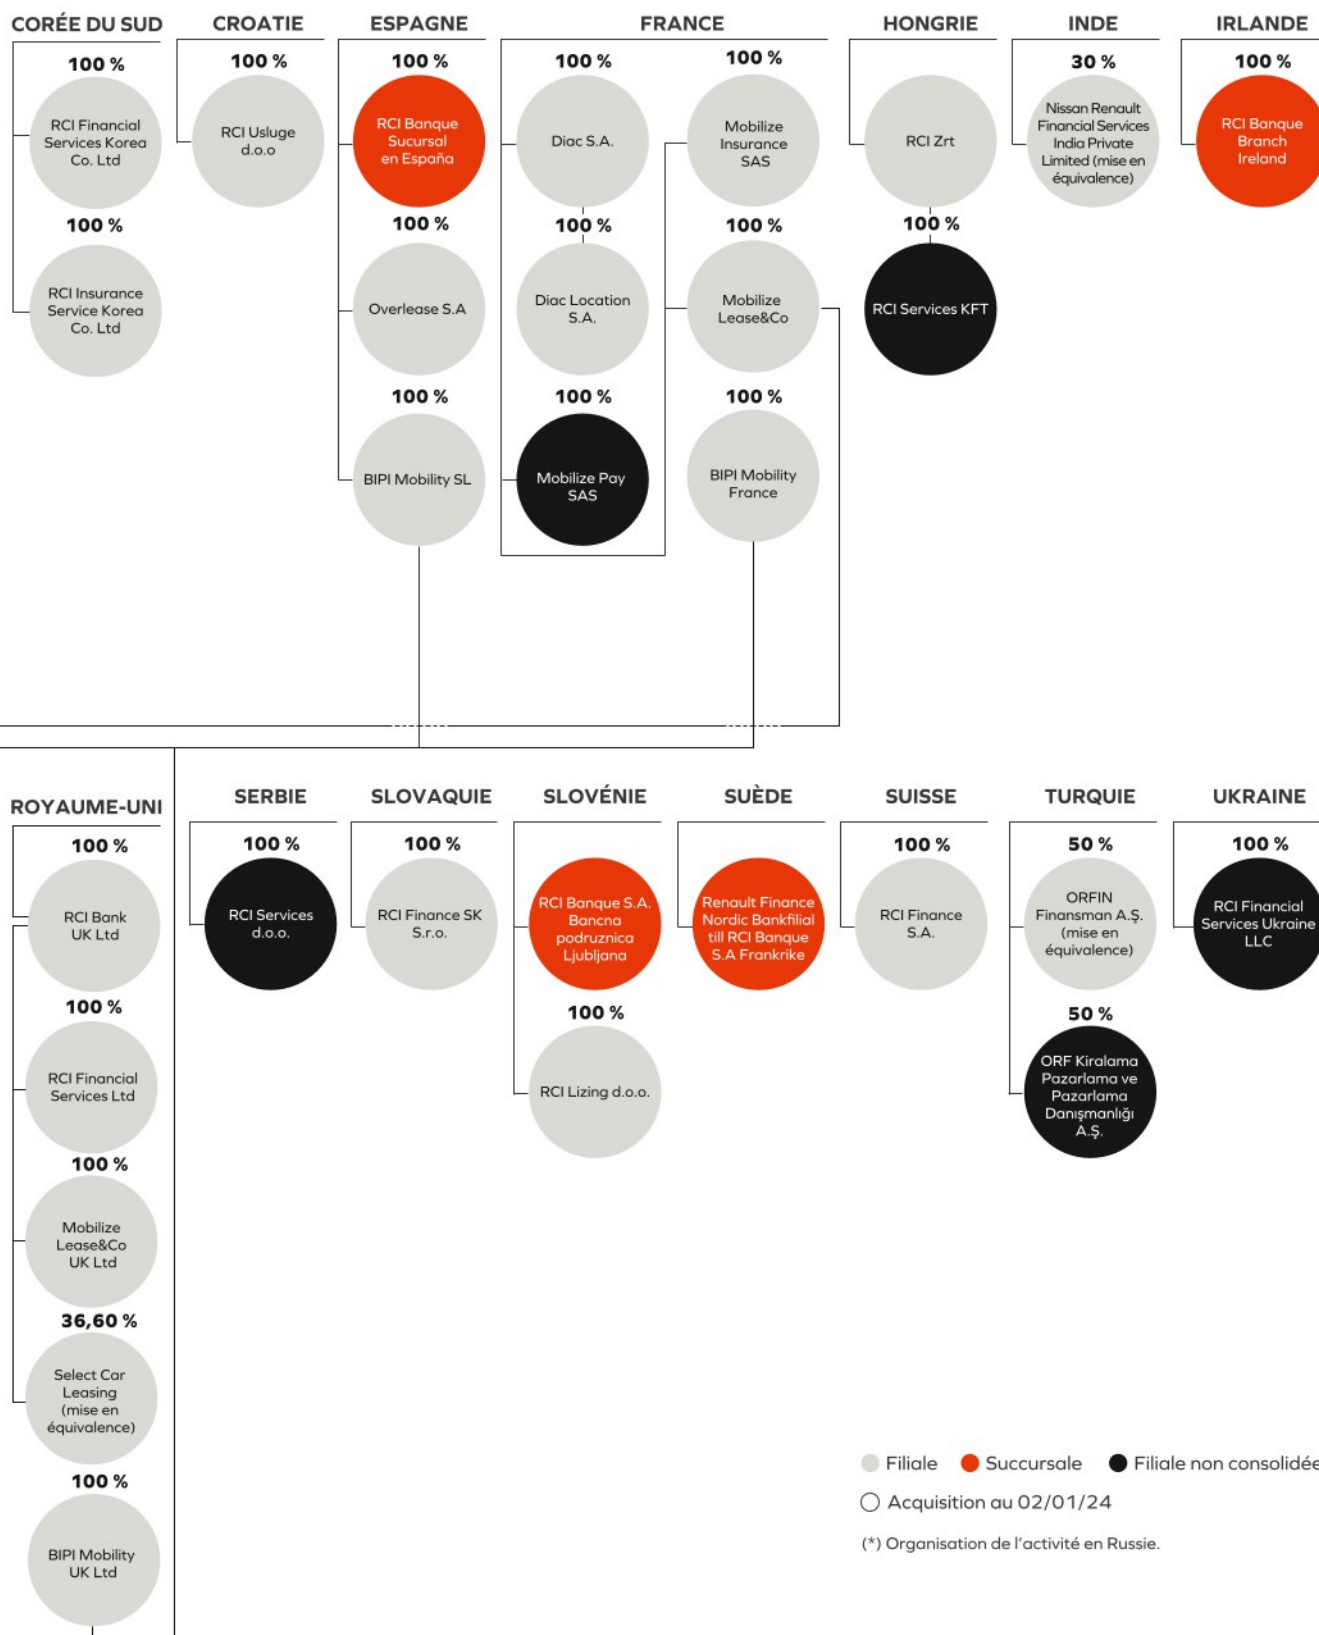 CORÉE DU SUD
100 %
RCI Financial
Services Korea
Co. Ltd
100 %
RCI Insurance
Service Korea
Co. Ltd
CROATIE
100 %
RCI Usluge
d.o.o
ESPAGNE
100 %
RCI Banque
Sucursal
en España
100 %
Overlease S.A
100 %
BIPI Mobility SL
FRANCE
100 %
Diac S.A.
100 %
Diac Location
S.A.
100 %
Mobilize Pay
SAS
100 %
Mobilize
Insurance
SAS
100 %
Mobilize
Lease&Co
100 %
BIPI Mobility
France
HONGRIE
RCI Zrt
100 %
RCI Services KFT
INDE
30 %
Nissan Renault
Financial Services
India Private
Limited (mise en
équivalence)
IRLANDE
100 %
RCI Banque
Branch
Ireland
ROYAUME-UNI
100 %
RCI Bank
UK Ltd
100 %
RCI Financial
Services Ltd
100 %
Mobilize
Lease&Co
UK Ltd
36,60 %
Select Car
Leasing
(mise en
équivalence)
100 %
BIPI Mobility
UK Ltd
SERBIE
100 %
RCI Services
d.o.o.
SLOVAQUIE
100 %
RCI Finance SK
S.r.o.
SLOVÉNIE
RCI Banque S.A.
Bancna
podruznica
Ljubljana
100 %
RCI Lizing d.o.o.
SUÈDE
Renault Finance
Nordic Bankfilial
till RCI Banque
S.A Frankrike
SUISSE
100 %
RCI Finance
S.A.
TURQUIE
50 %
ORFIN
Finansman A.Ş.
(mise en
équivalence)
50 %
ORF Kiralama
Pazarlama ve
Pazarlama
Danışmanlığı
A.Ş.
UKRAINE
100 %
RCI Financial
Services Ukraine
LLC
Filiale
Succursale
Filiale non consolidée
Acquisition au 02/01/24
(*) Organisation de l'activité en Russie.